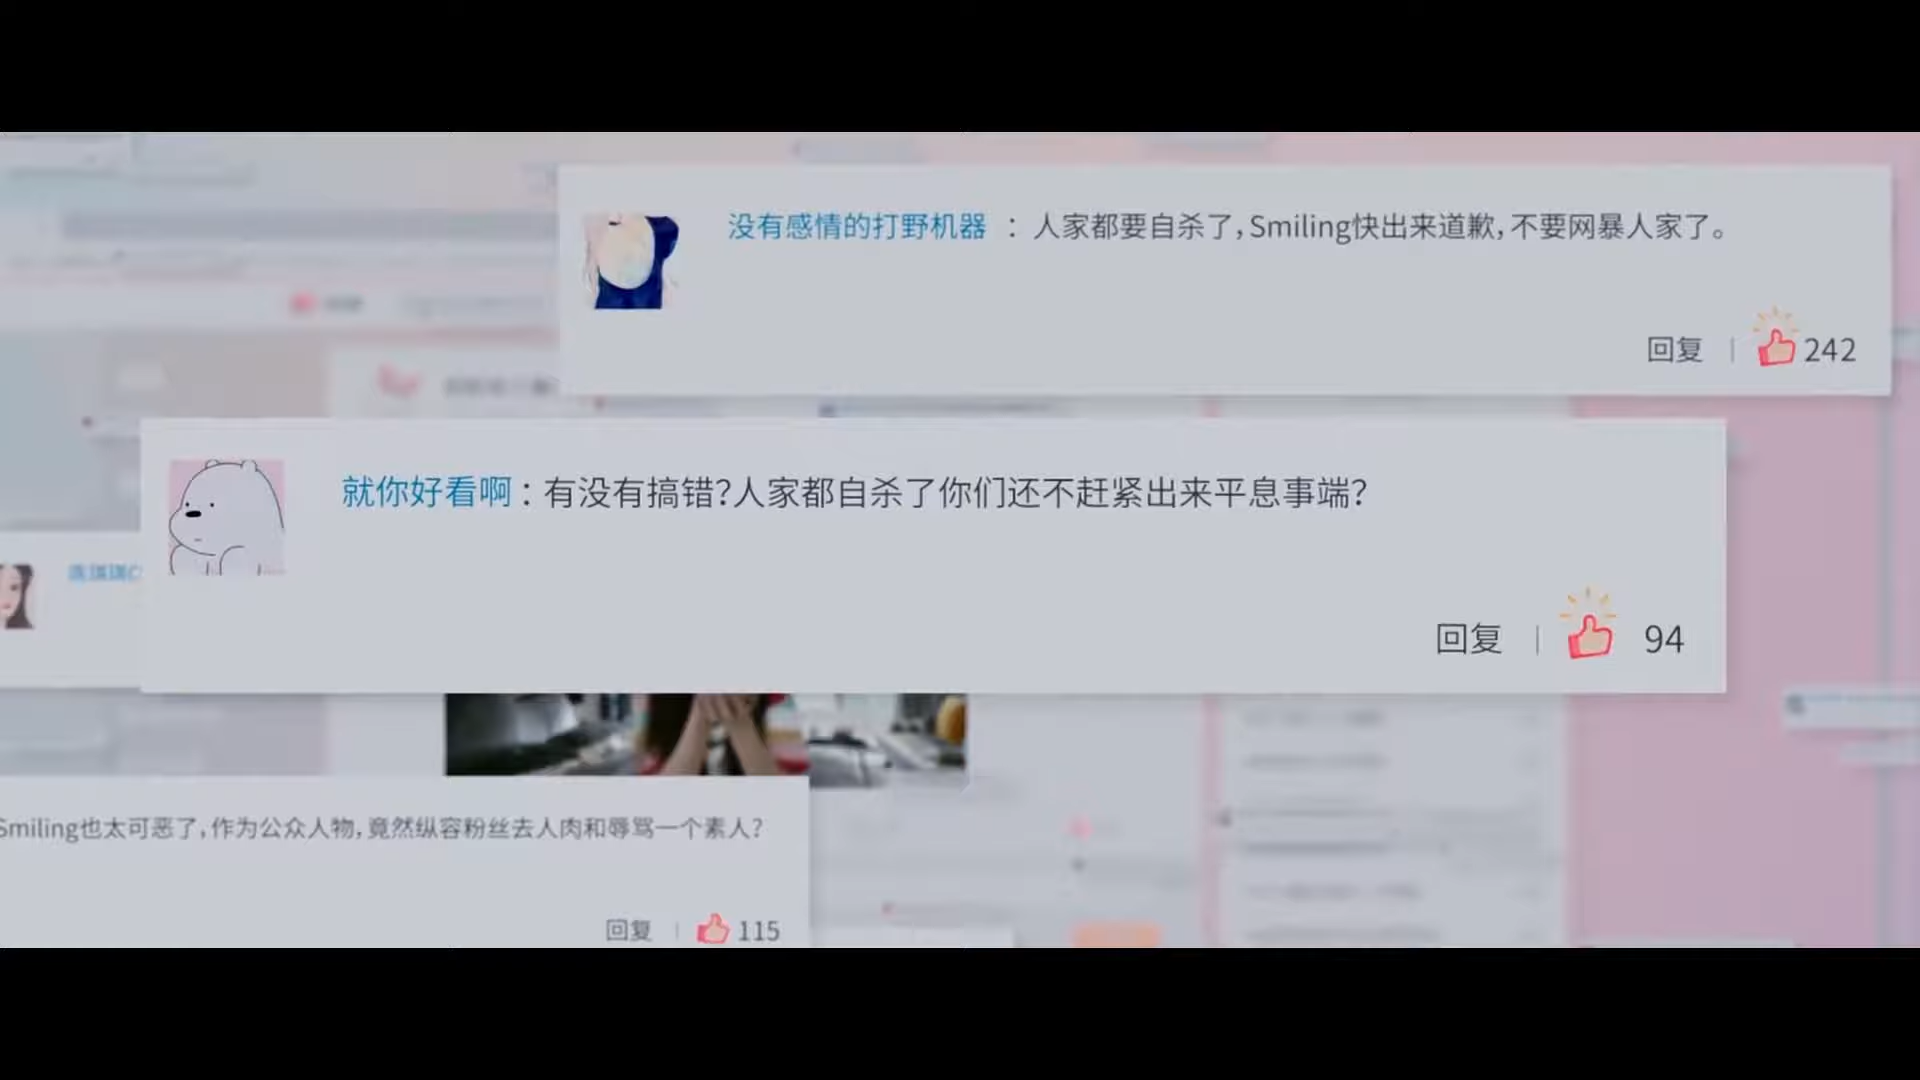 没有感情的打野机器 ：人家都要自杀了,Smiling快出来道歉,不要网暴人家了。
回复 | 242
就你好看啊：有没有搞错?人家都自杀了你们还不赶紧出来平息事端?
回复 | 94
Smiling也太可恶了,作为公众人物,竟然纵容粉丝去人肉和辱骂一个素人?
回复 | 115